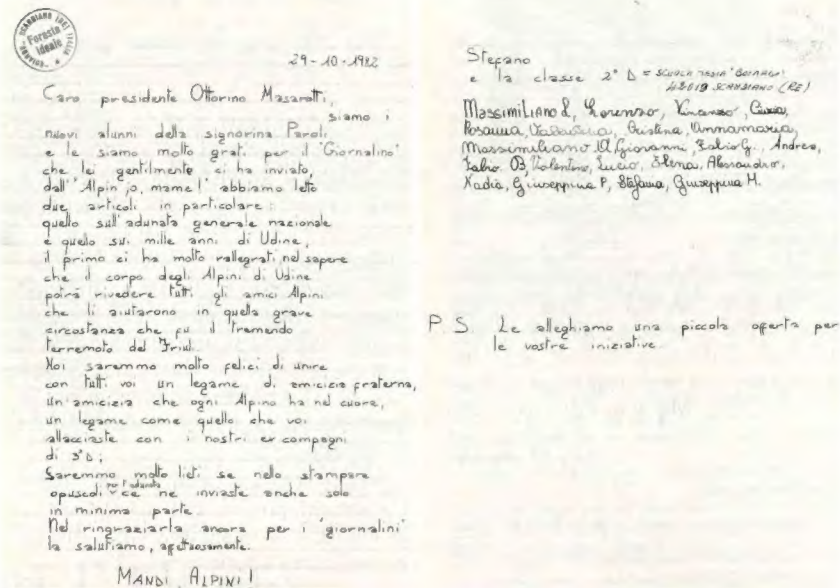 SCANDIANO (RE) ITALIA
Forasta
Ideale
29-10-1982
Caro presidente Ottorino Masarotti,
siamo i
nuovi alunni della signorina Paroli
e le siamo molto grati per il "Giornalino"
che lei gentilmente ci ha inviato,
dall' "Alpin jo, mame!" abbiamo letto
due articoli in particolare:
quello sull'adunata generale nazionale
e quello sui mille anni di Udine,
il primo ci ha molto rallegrati nel sapere
che il corpo degli Alpini di Udine
potrà rivedere tutti gli amici Alpini
che li aiutarono in quella grave
circostanza che fu il tremendo
terremoto del Friuli.
Noi saremmo molto felici di unire
con tutti voi un legame di amicizia fraterna,
un'amicizia che ogni Alpino ha nel cuore,
un legame come quello che voi
allacciaste con i nostri ex compagni
di 3°D;
Saremmo molto lieti se nello stampare
opuscoli per l'adunata ce ne inviaste anche solo
in minima parte.
Nel ringraziarla ancora per i "giornalini"
la salutiamo, affettuosamente.
MANDI, ALPINI!
Stefano
e la classe 2° D = SCUOLA MEDIA "BOIARDO"
42019 SCANDIANO (RE)
Massimiliano L, Lorenzo, Vincenzo,
Rosanna, Cristina, Annamaria,
Massimiliano M, Giovanni, Fabio G., Andrea,
Fabio B, Valentino, Lucio, Elena, Alessandro,
Nadia, Giuseppina P, Stefania, Giuseppina M.
P.S. Le alleghiamo una piccola offerta per
le vostre iniziative.